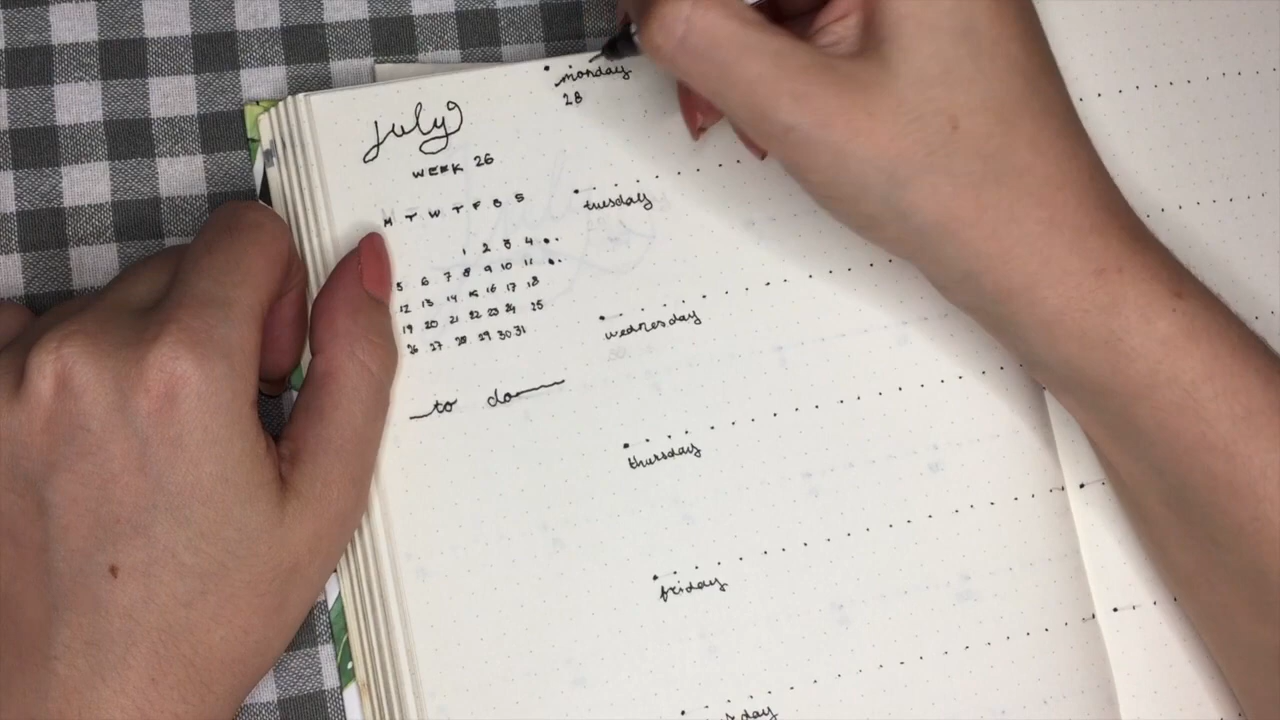 july
WEEK 26
M T W T F S S
1 2 3 4
5 6 7 8 9 10 11
12 13 14 15 16 17 18
19 20 21 22 23 24 25
26 27 28 29 30 31
to do
monday
28
tuesday
wednesday
thursday
friday